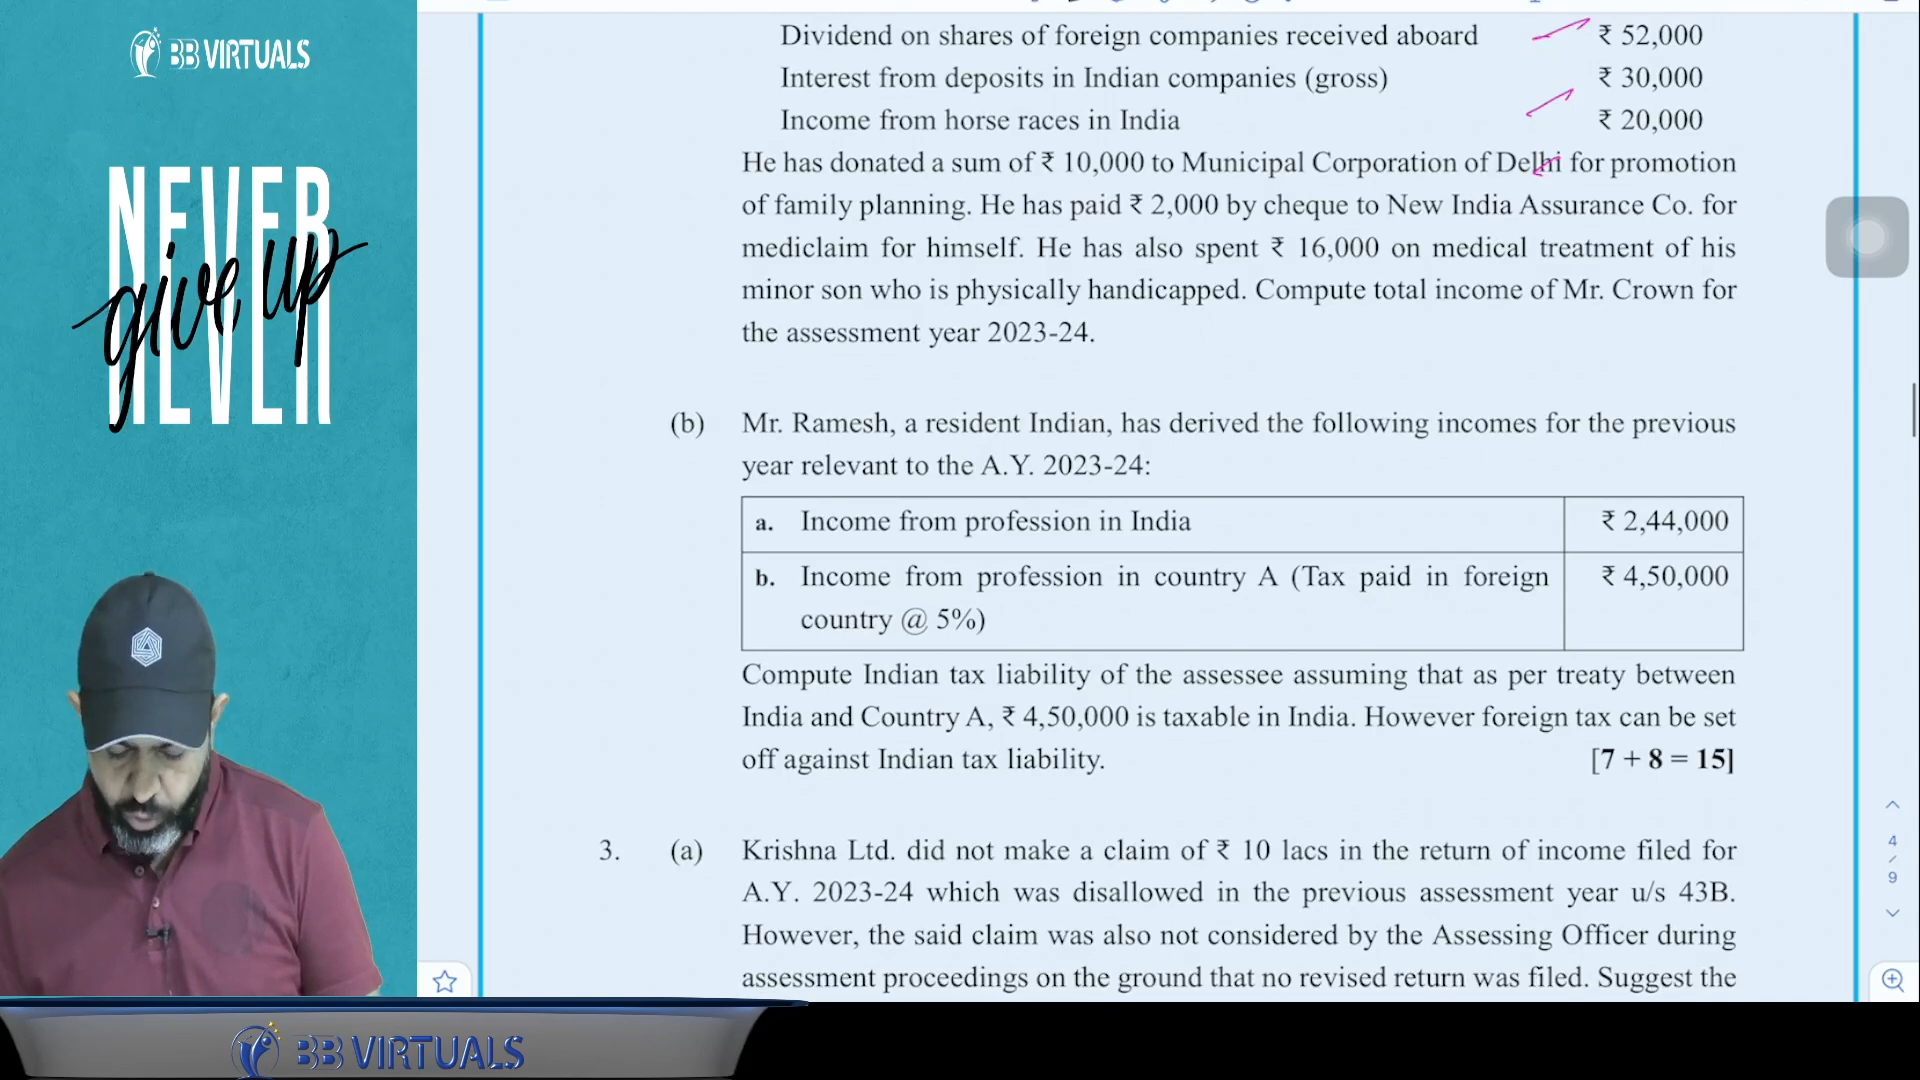 BB VIRTUALS
NEVER
give up
NEVER
Dividend on shares of foreign companies received aboard ₹ 52,000
Interest from deposits in Indian companies (gross) ₹ 30,000
Income from horse races in India ₹ 20,000
He has donated a sum of ₹ 10,000 to Municipal Corporation of Delhi for promotion
of family planning. He has paid ₹ 2,000 by cheque to New India Assurance Co. for
mediclaim for himself. He has also spent ₹ 16,000 on medical treatment of his
minor son who is physically handicapped. Compute total income of Mr. Crown for
the assessment year 2023-24.
(b) Mr. Ramesh, a resident Indian, has derived the following incomes for the previous
year relevant to the A.Y. 2023-24:
a. Income from profession in India ₹ 2,44,000
b. Income from profession in country A (Tax paid in foreign ₹ 4,50,000
country @ 5%)
Compute Indian tax liability of the assessee assuming that as per treaty between
India and Country A, ₹ 4,50,000 is taxable in India. However foreign tax can be set
off against Indian tax liability. [7 + 8 = 15]
3. (a) Krishna Ltd. did not make a claim of ₹ 10 lacs in the return of income filed for
A.Y. 2023-24 which was disallowed in the previous assessment year u/s 43B.
However, the said claim was also not considered by the Assessing Officer during
assessment proceedings on the ground that no revised return was filed. Suggest the
4
/
9
BB VIRTUALS